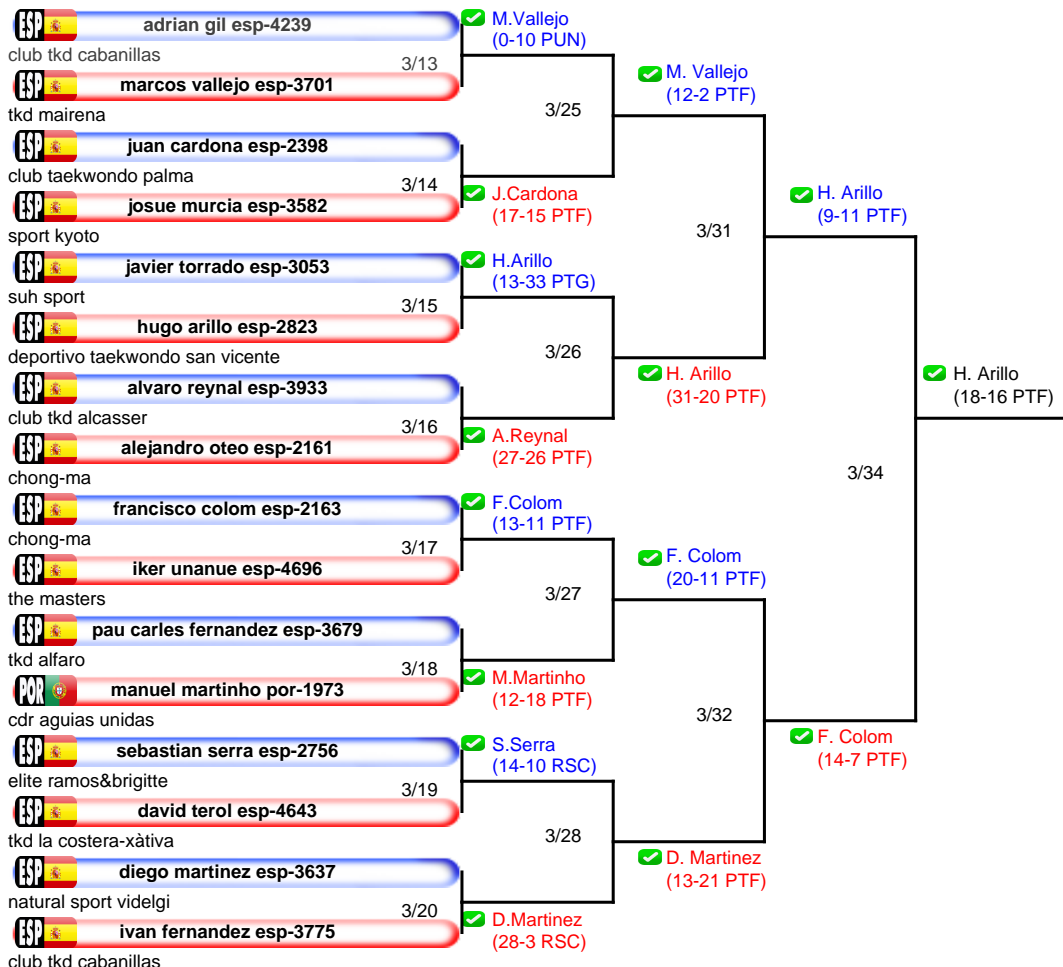 ESP adrian gil esp-4239
club tkd cabanillas
3/13
ESP marcos vallejo esp-3701
tkd mairena
M.Vallejo
(0-10 PUN)
ESP juan cardona esp-2398
club taekwondo palma
3/14
ESP josue murcia esp-3582
sport kyoto
J.Cardona
(17-15 PTF)
3/25
M. Vallejo
(12-2 PTF)
ESP javier torrado esp-3053
suh sport
3/15
ESP hugo arillo esp-2823
deportivo taekwondo san vicente
H.Arillo
(13-33 PTG)
ESP alvaro reynal esp-3933
club tkd alcasser
3/16
ESP alejandro oteo esp-2161
chong-ma
A.Reynal
(27-26 PTF)
3/26
H. Arillo
(31-20 PTF)
3/31
H. Arillo
(9-11 PTF)
ESP francisco colom esp-2163
chong-ma
3/17
ESP iker unanue esp-4696
the masters
F.Colom
(13-11 PTF)
ESP pau carles fernandez esp-3679
tkd alfaro
3/18
POR manuel martinho por-1973
cdr aguias unidas
M.Martinho
(12-18 PTF)
3/27
F. Colom
(20-11 PTF)
ESP sebastian serra esp-2756
elite ramos&brigitte
3/19
ESP david terol esp-4643
tkd la costera-xàtiva
S.Serra
(14-10 RSC)
ESP diego martinez esp-3637
natural sport videlgi
3/20
ESP ivan fernandez esp-3775
club tkd cabanillas
D.Martinez
(28-3 RSC)
3/28
D. Martinez
(13-21 PTF)
3/32
F. Colom
(14-7 PTF)
3/34
H. Arillo
(18-16 PTF)